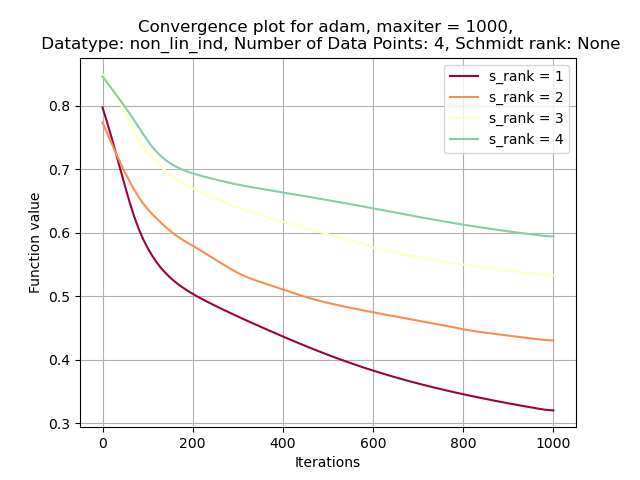 Convergence plot for adam, maxiter = 1000,
Datatype: non_lin_ind, Number of Data Points: 4, Schmidt rank: None
s_rank = 1
s_rank = 2
s_rank = 3
s_rank = 4
Function value
0.8
0.7
0.6
0.5
0.4
0.3
0 200 400 600 800 1000
Iterations